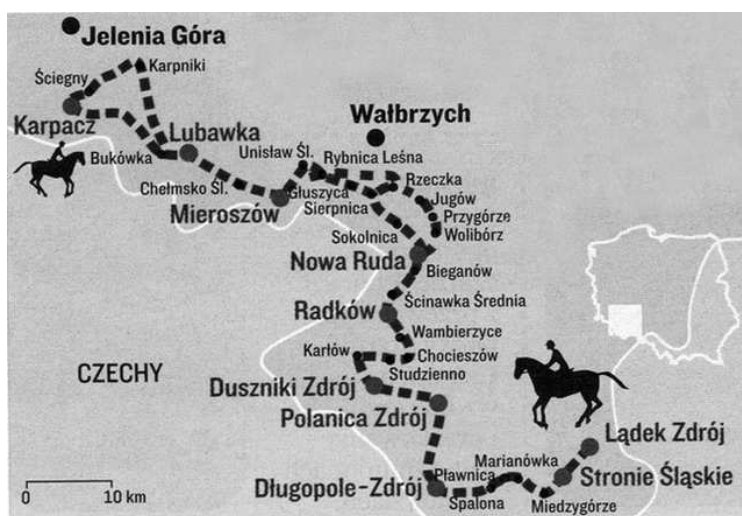 Jelenia Góra
Ściegny
Karpniki
Karpacz
Wałbrzych
Lubawka
Bukówka
Unisław Śl.
Rybnica Leśna
Chełmsko Śl.
Głuszyca
Rzeczka
Mieroszów
Sierpnica
Jugów
Przygórze
Sokolnica
Wolibórz
Nowa Ruda
Bieganów
Ścinawka Średnia
Radków
Wambierzyce
Karłów
Chocieszów
CZECHY
Studzienno
Duszniki Zdrój
Polanica Zdrój
Lądek Zdrój
Marianówka
Pławnica
Stronie Śląskie
Długopole-Zdrój
Spalona
Miedzygórze
0 10 km